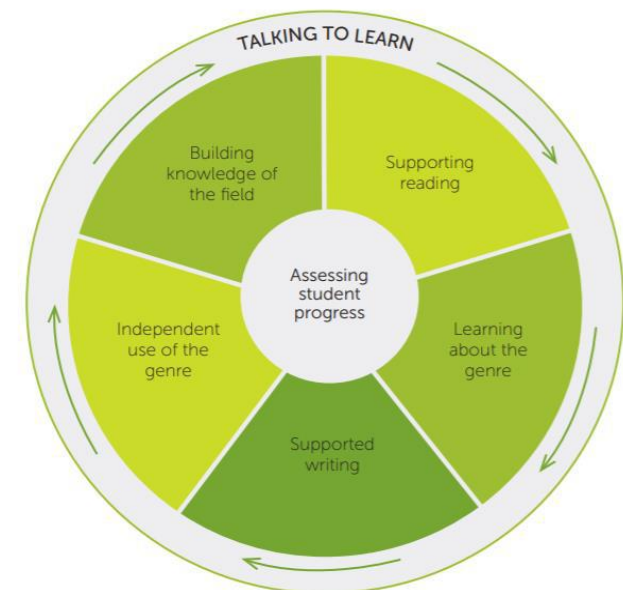 TALKING TO LEARN
Building
knowledge of
the field
Supporting
reading
Assessing
student
progress
Independent
use of the
genre
Learning
about the
genre
Supported
writing